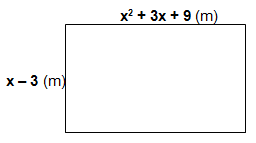 x² + 3x + 9 (m)
x – 3 (m)